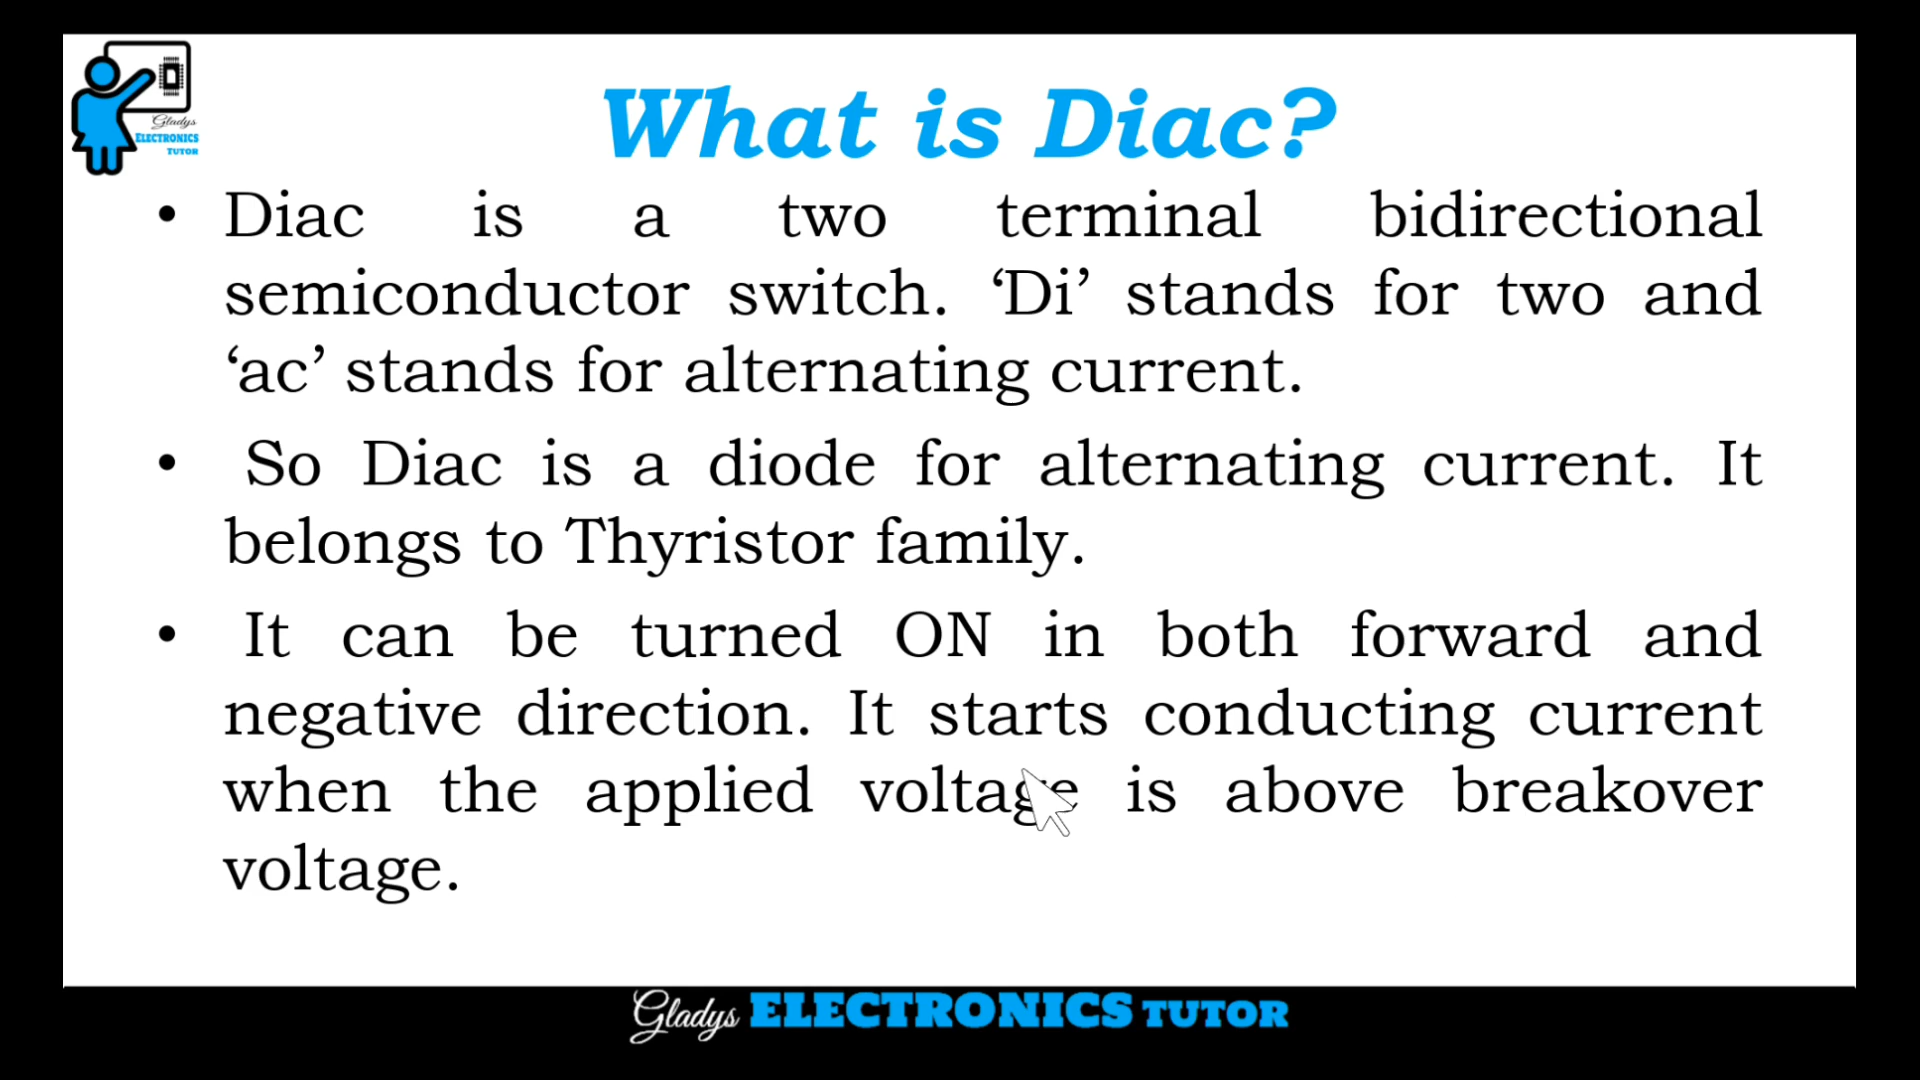 Gladys
ELECTRONICS
TUTOR
What is Diac?
• Diac is a two terminal bidirectional
semiconductor switch. ‘Di’ stands for two and
‘ac’ stands for alternating current.
• So Diac is a diode for alternating current. It
belongs to Thyristor family.
• It can be turned ON in both forward and
negative direction. It starts conducting current
when the applied voltage is above breakover
voltage.
Gladys ELECTRONICS TUTOR